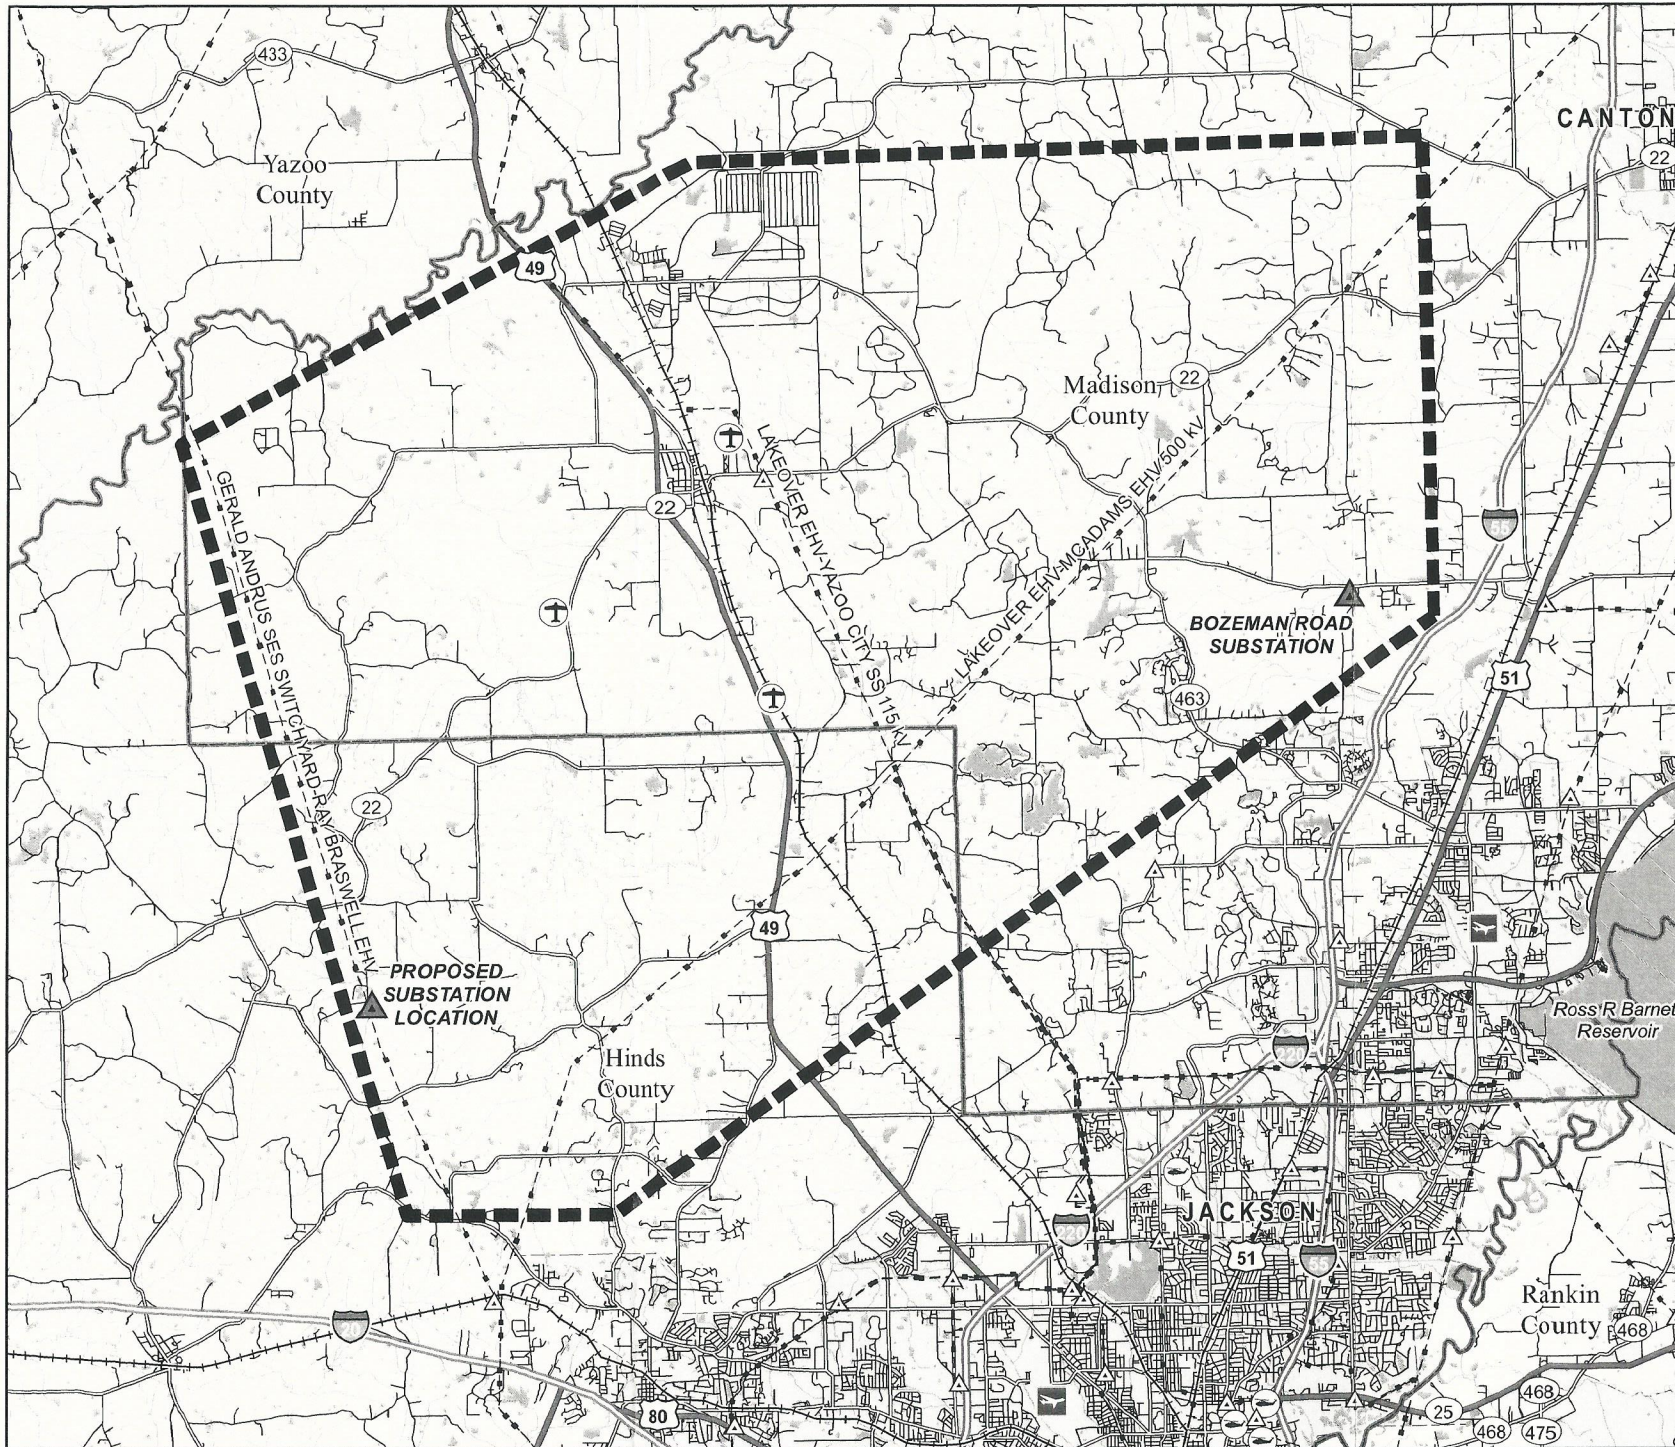 433
CANTON
22
Yazoo
County
49
Madison
County
22
LAKEOVER EHV-YAZOO CITY SS 115 kV
LAKEOVER EHV-MCADAMS EHV 500 kV
GERALD ANDRUS SES SWITCHYARD-RAY BRASWELL EHV
22
55
BOZEMAN ROAD
SUBSTATION
51
463
22
49
PROPOSED
SUBSTATION
LOCATION
Ross R Barnet
Reservoir
220
Hinds
County
JACKSON
220
51
55
Rankin
County
468
20
468
80
25
468
475